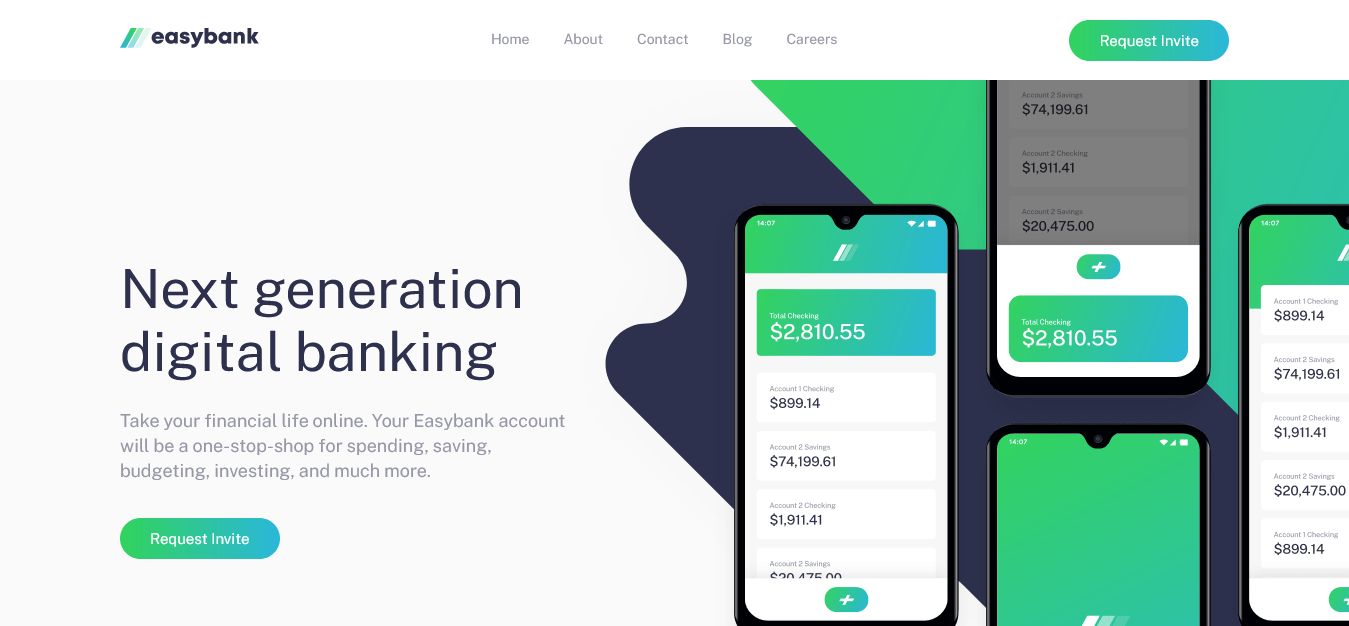 easybank
Home
About
Contact
Blog
Careers
Request Invite
Next generation
digital banking
Take your financial life online. Your Easybank account
will be a one-stop-shop for spending, saving,
budgeting, investing, and much more.
Request Invite
14:07
Total Checking
$2,810.55
Account 1 Checking
$899.14
Account 2 Savings
$74,199.61
Account 2 Checking
$1,911.41
Account 2 Savings
$20,475.00
Account 2 Savings
$74,199.61
Account 2 Checking
$1,911.41
Account 2 Savings
$20,475.00
Total Checking
$2,810.55
14:07
14:07
Account 1 Checking
$899.14
Account 2 Savings
$74,199.61
Account 2 Checking
$1,911.41
Account 2 Savings
$20,475.00
Account 1 Checking
$899.14